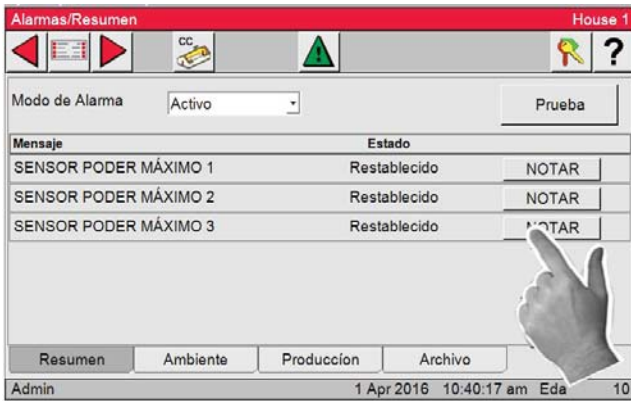 Alarmas/Resumen House 1
CC ?
Modo de Alarma Activo Prueba
Mensaje Estado
SENSOR PODER MÁXIMO 1 Restablecido NOTAR
SENSOR PODER MÁXIMO 2 Restablecido NOTAR
SENSOR PODER MÁXIMO 3 Restablecido NOTAR
Resumen Ambiente Produccíon Archivo
Admin 1 Apr 2016 10:40:17 am Eda 10